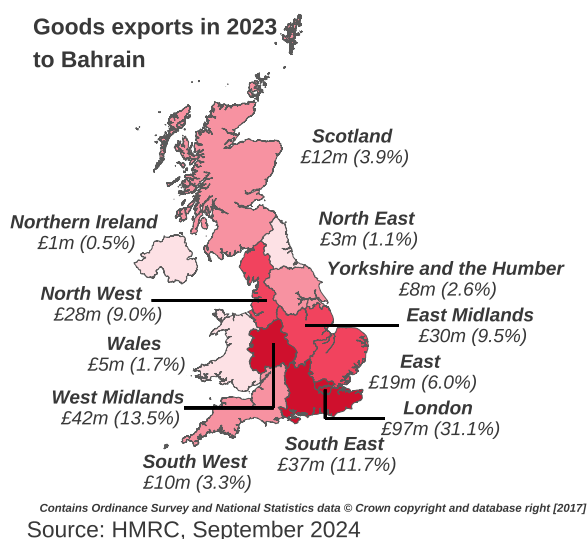 Goods exports in 2023
to Bahrain
Scotland
£12m (3.9%)
Northern Ireland
£1m (0.5%)
North East
£3m (1.1%)
Yorkshire and the Humber
£8m (2.6%)
North West
£28m (9.0%)
East Midlands
£30m (9.5%)
Wales
£5m (1.7%)
East
£19m (6.0%)
West Midlands
£42m (13.5%)
London
£97m (31.1%)
South East
£37m (11.7%)
South West
£10m (3.3%)
Contains Ordinance Survey and National Statistics data © Crown copyright and database right [2017]
Source: HMRC, September 2024